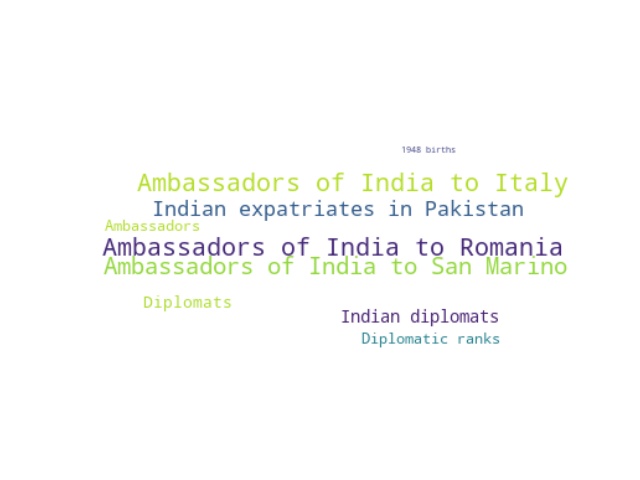 1948 births
Ambassadors of India to Italy
Indian expatriates in Pakistan
Ambassadors
Ambassadors of India to Romania
Ambassadors of India to San Marino
Diplomats
Indian diplomats
Diplomatic ranks